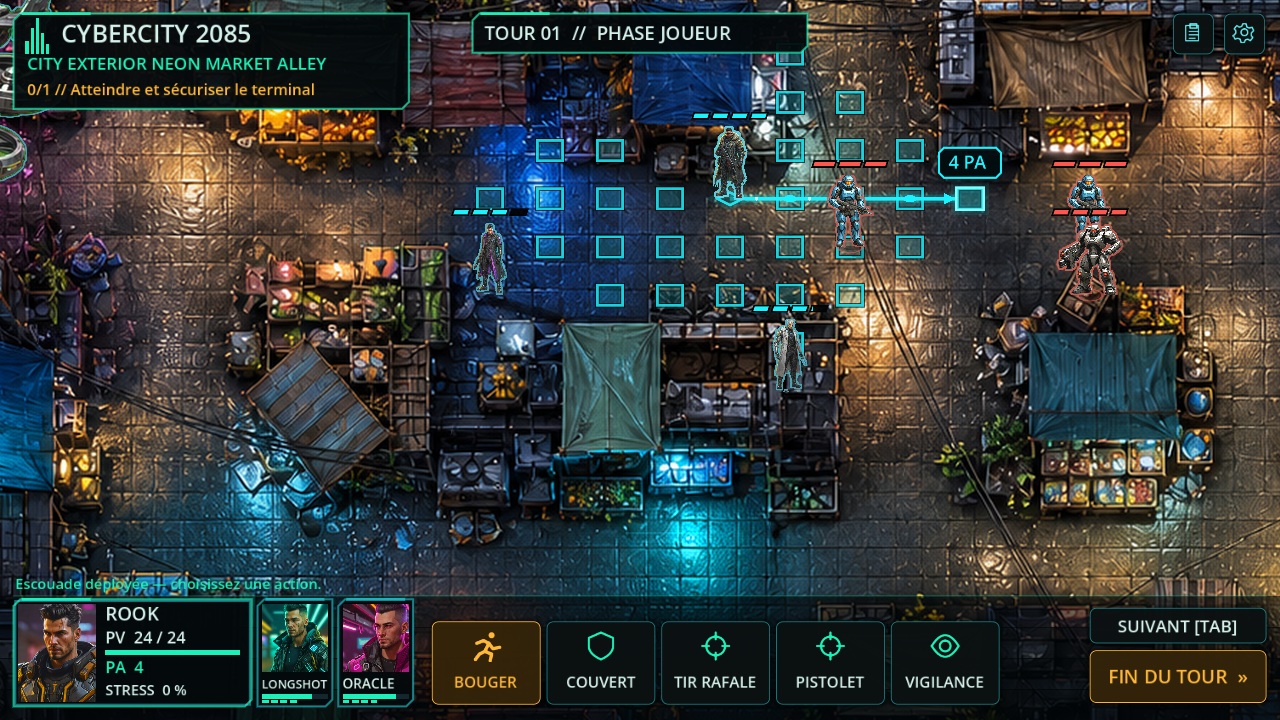 CYBERCITY 2085
CITY EXTERIOR NEON MARKET ALLEY
0/1 // Atteindre et sécuriser le terminal
TOUR 01 // PHASE JOUEUR
4 PA
Escouade déployée — choisissez une action.
ROOK
PV 24 / 24
PA 4
STRESS 0 %
LONGSHOT
ORACLE
BOUGER
COUVERT
TIR RAFALE
PISTOLET
VIGILANCE
SUIVANT [TAB]
FIN DU TOUR »